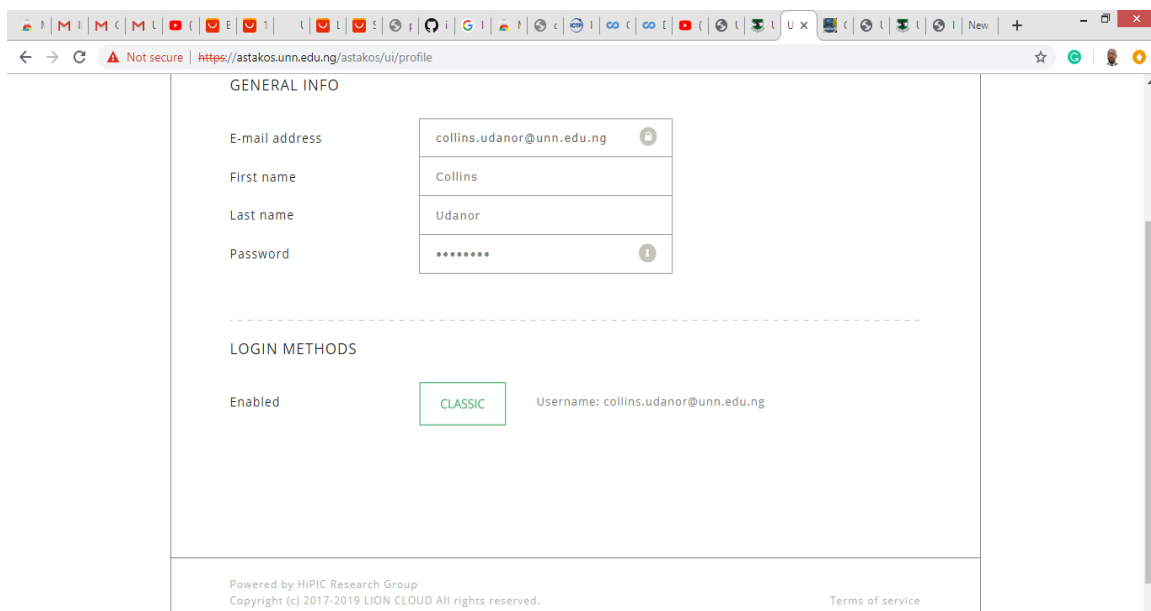 New
Not secure | https://astakos.unn.edu.ng/astakos/ui/profile
GENERAL INFO
E-mail address collins.udanor@unn.edu.ng
First name Collins
Last name Udanor
Password ••••••••
LOGIN METHODS
Enabled CLASSIC Username: collins.udanor@unn.edu.ng
Powered by HiPIC Research Group
Copyright (c) 2017-2019 LION CLOUD All rights reserved. Terms of service